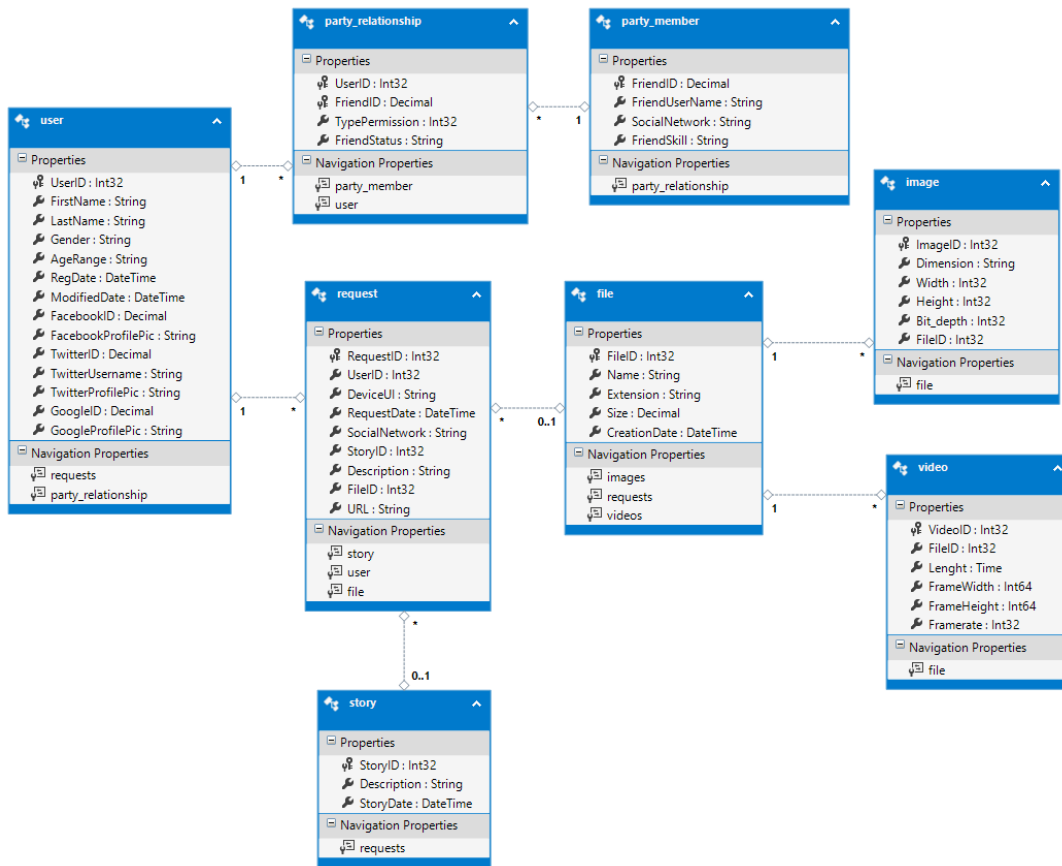 party_relationship
Properties
UserID : Int32
FriendID : Decimal
TypePermission : Int32
FriendStatus : String
Navigation Properties
party_member
user
party_member
Properties
FriendID : Decimal
FriendUserName : String
SocialNetwork : String
FriendSkill : String
Navigation Properties
party_relationship
* 1
user
Properties
UserID : Int32
FirstName : String
LastName : String
Gender : String
AgeRange : String
RegDate : DateTime
ModifiedDate : DateTime
FacebookID : Decimal
FacebookProfilePic : String
TwitterID : Decimal
TwitterUsername : String
TwitterProfilePic : String
GoogleID : Decimal
GoogleProfilePic : String
Navigation Properties
requests
party_relationship
1 *
1 *
request
Properties
RequestID : Int32
UserID : Int32
DeviceUI : String
RequestDate : DateTime
SocialNetwork : String
StoryID : Int32
Description : String
FileID : Int32
URL : String
Navigation Properties
story
user
file
* 0..1
file
Properties
FileID : Int32
Name : String
Extension : String
Size : Decimal
CreationDate : DateTime
Navigation Properties
images
requests
videos
1 *
1 *
image
Properties
ImageID : Int32
Dimension : String
Width : Int32
Height : Int32
Bit_depth : Int32
FileID : Int32
Navigation Properties
file
video
Properties
VideoID : Int32
FileID : Int32
Lenght : Time
FrameWidth : Int64
FrameHeight : Int64
Framerate : Int32
Navigation Properties
file
*
0..1
story
Properties
StoryID : Int32
Description : String
StoryDate : DateTime
Navigation Properties
requests